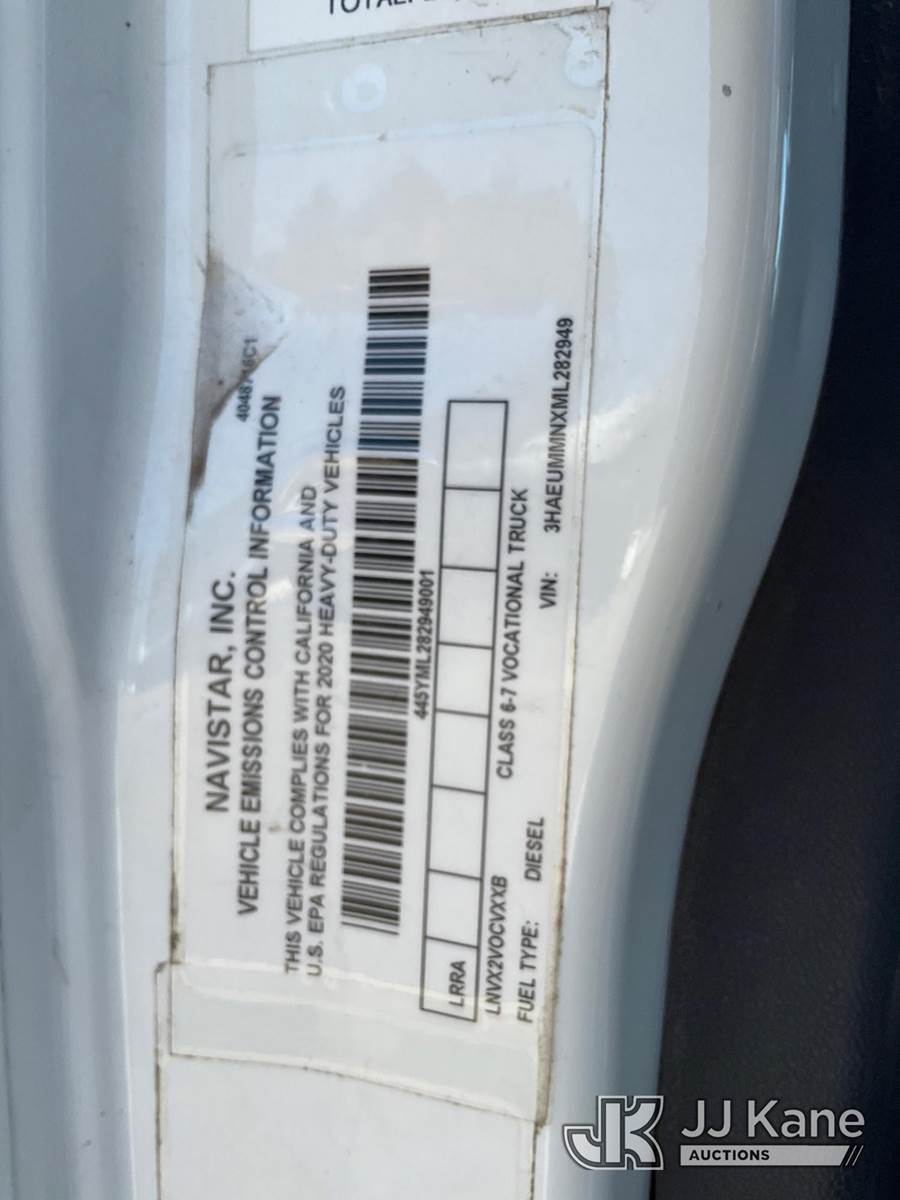 NAVISTAR, INC.
VEHICLE EMISSIONS CONTROL INFORMATION
THIS VEHICLE COMPLIES WITH CALIFORNIA AND
U.S. EPA REGULATIONS FOR 2020 HEAVY-DUTY VEHICLES
445YML282949001
LRRA
LNVX2VOCVXXB CLASS 6-7 VOCATIONAL TRUCK
FUEL TYPE: DIESEL VIN: 3HAEUMMNXML282949
JK JJ Kane
AUCTIONS